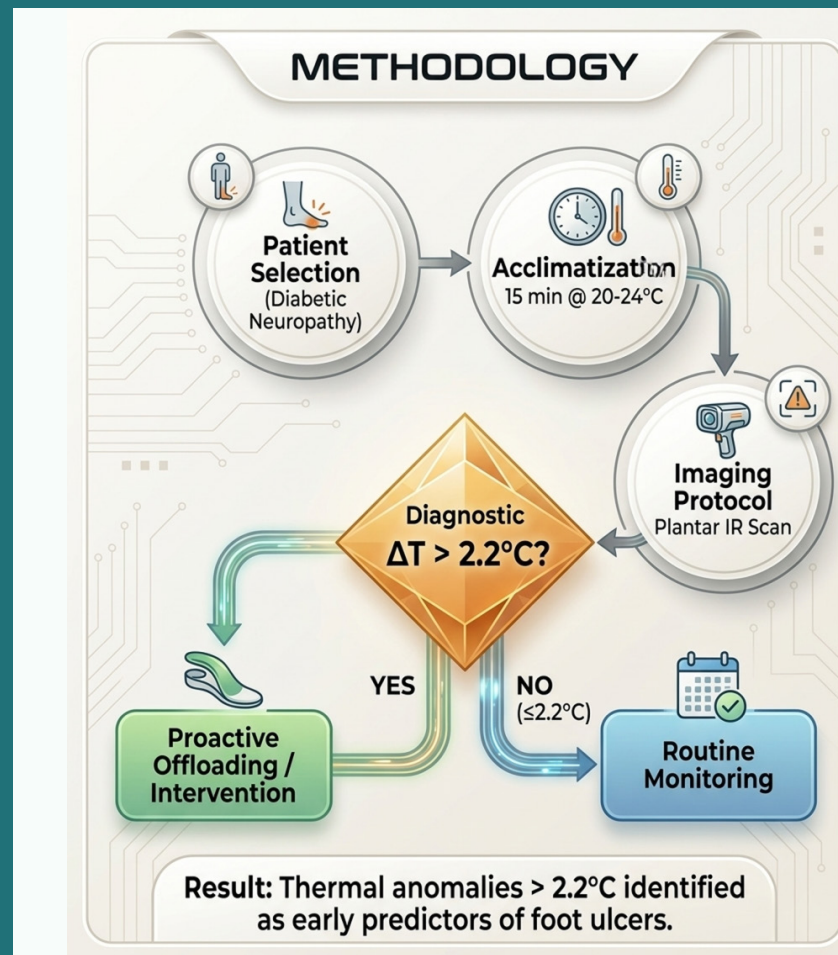 METHODOLOGY
Patient
Selection
(Diabetic
Neuropathy)
Acclimatization
15 min @ 20-24°C
Imaging
Protocol
Plantar IR Scan
Diagnostic
ΔT > 2.2°C?
YES
NO
(≤2.2°C)
Proactive
Offloading /
Intervention
Routine
Monitoring
Result: Thermal anomalies > 2.2°C identified
as early predictors of foot ulcers.